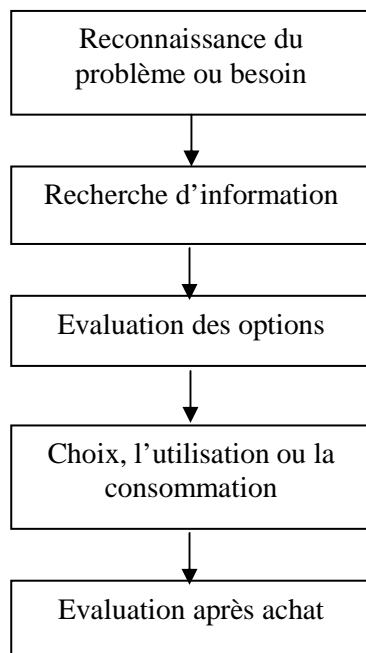 Reconnaissance du
problème ou besoin
Recherche d’information
Evaluation des options
Choix, l’utilisation ou la
consommation
Evaluation après achat